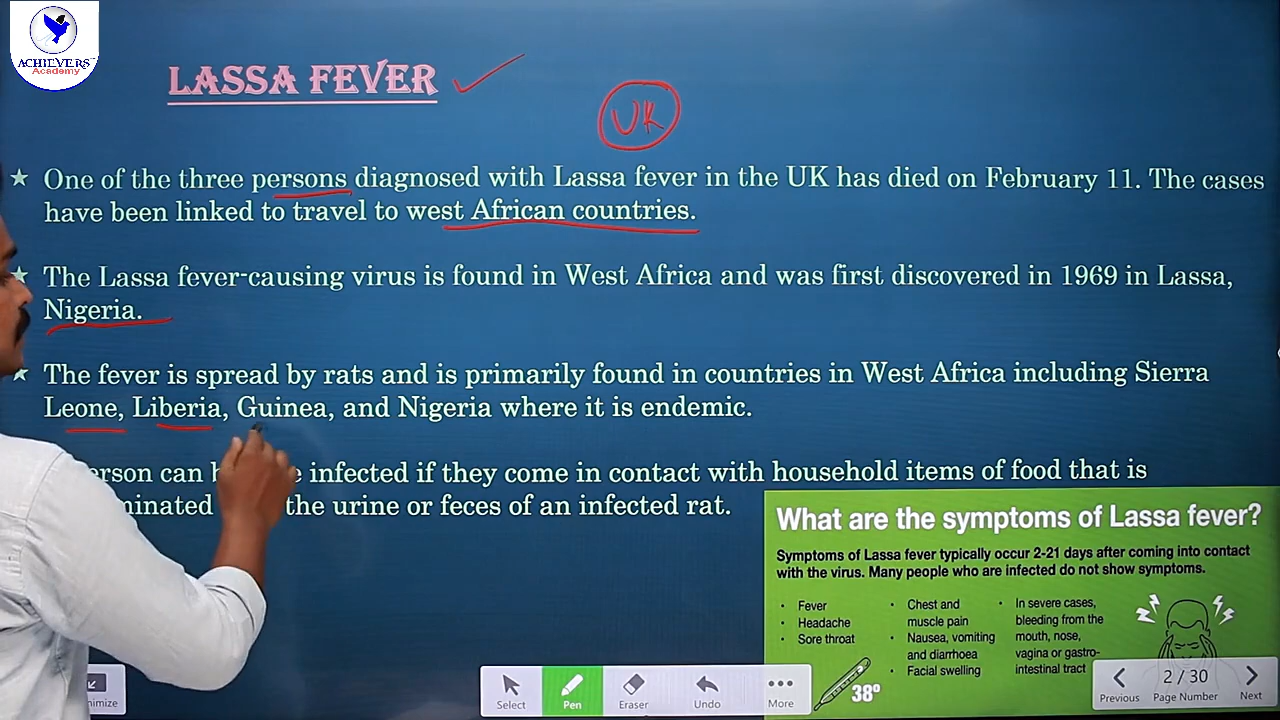 ACHIEVERS
Academy
LASSA FEVER
UK
One of the three persons diagnosed with Lassa fever in the UK has died on February 11. The cases
have been linked to travel to west African countries.
The Lassa fever-causing virus is found in West Africa and was first discovered in 1969 in Lassa,
Nigeria.
The fever is spread by rats and is primarily found in countries in West Africa including Sierra
Leone, Liberia, Guinea, and Nigeria where it is endemic.
can infected if they come in contact with household items of food that is
the urine or feces of an infected rat.
What are the symptoms of Lassa fever?
Symptoms of Lassa fever typically occur 2-21 days after coming into contact
with the virus. Many people who are infected do not show symptoms.
• Fever
• Headache
• Sore throat
• Chest and
muscle pain
• Nausea, vomiting
and diarrhoea
• Facial swelling
• In severe cases,
bleeding from the
mouth, nose,
vagina or gastro-
intestinal tract
38º
Select
Pen
Eraser
Undo
More
Previous
2 / 30
Page Number
Next